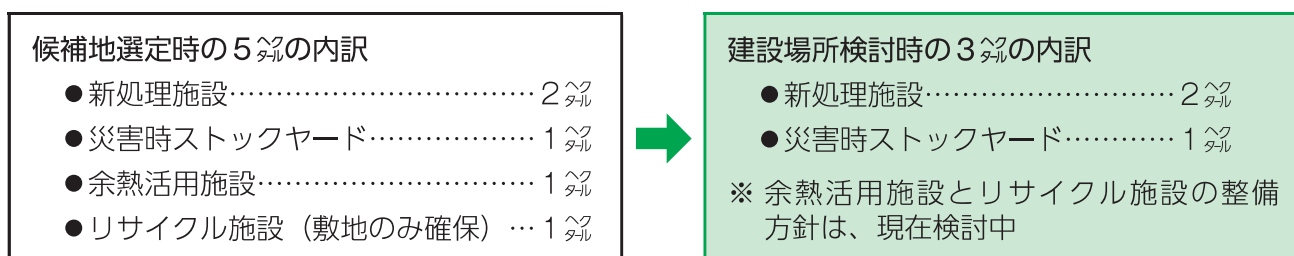 候補地選定時の5㌶の内訳
●新処理施設……………………………2㌶
●災害時ストックヤード………………1㌶
●余熱活用施設…………………………1㌶
●リサイクル施設（敷地のみ確保）…1㌶
建設場所検討時の3㌶の内訳
●新処理施設………………………2㌶
●災害時ストックヤード…………1㌶
※ 余熱活用施設とリサイクル施設の整備
方針は、現在検討中